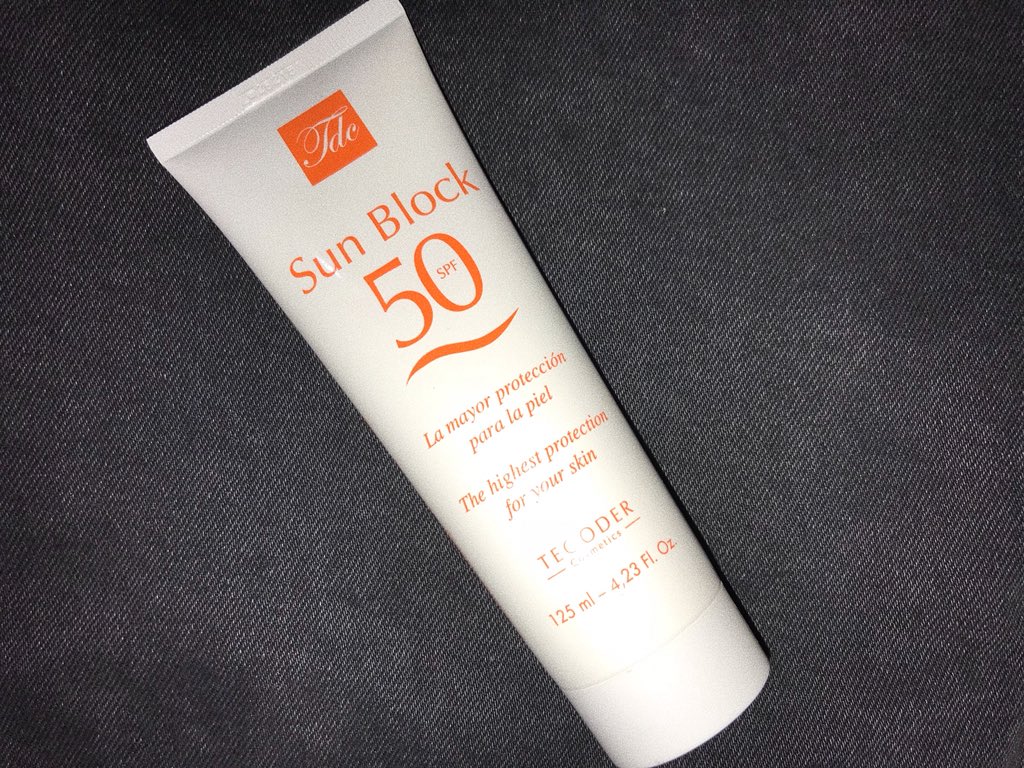 Tdc
Sun Block
50 SPF
La mayor protección
para la piel
The highest protection
for your skin
TECODER
Cosmetics
125 ml – 4,23 Fl. Oz.